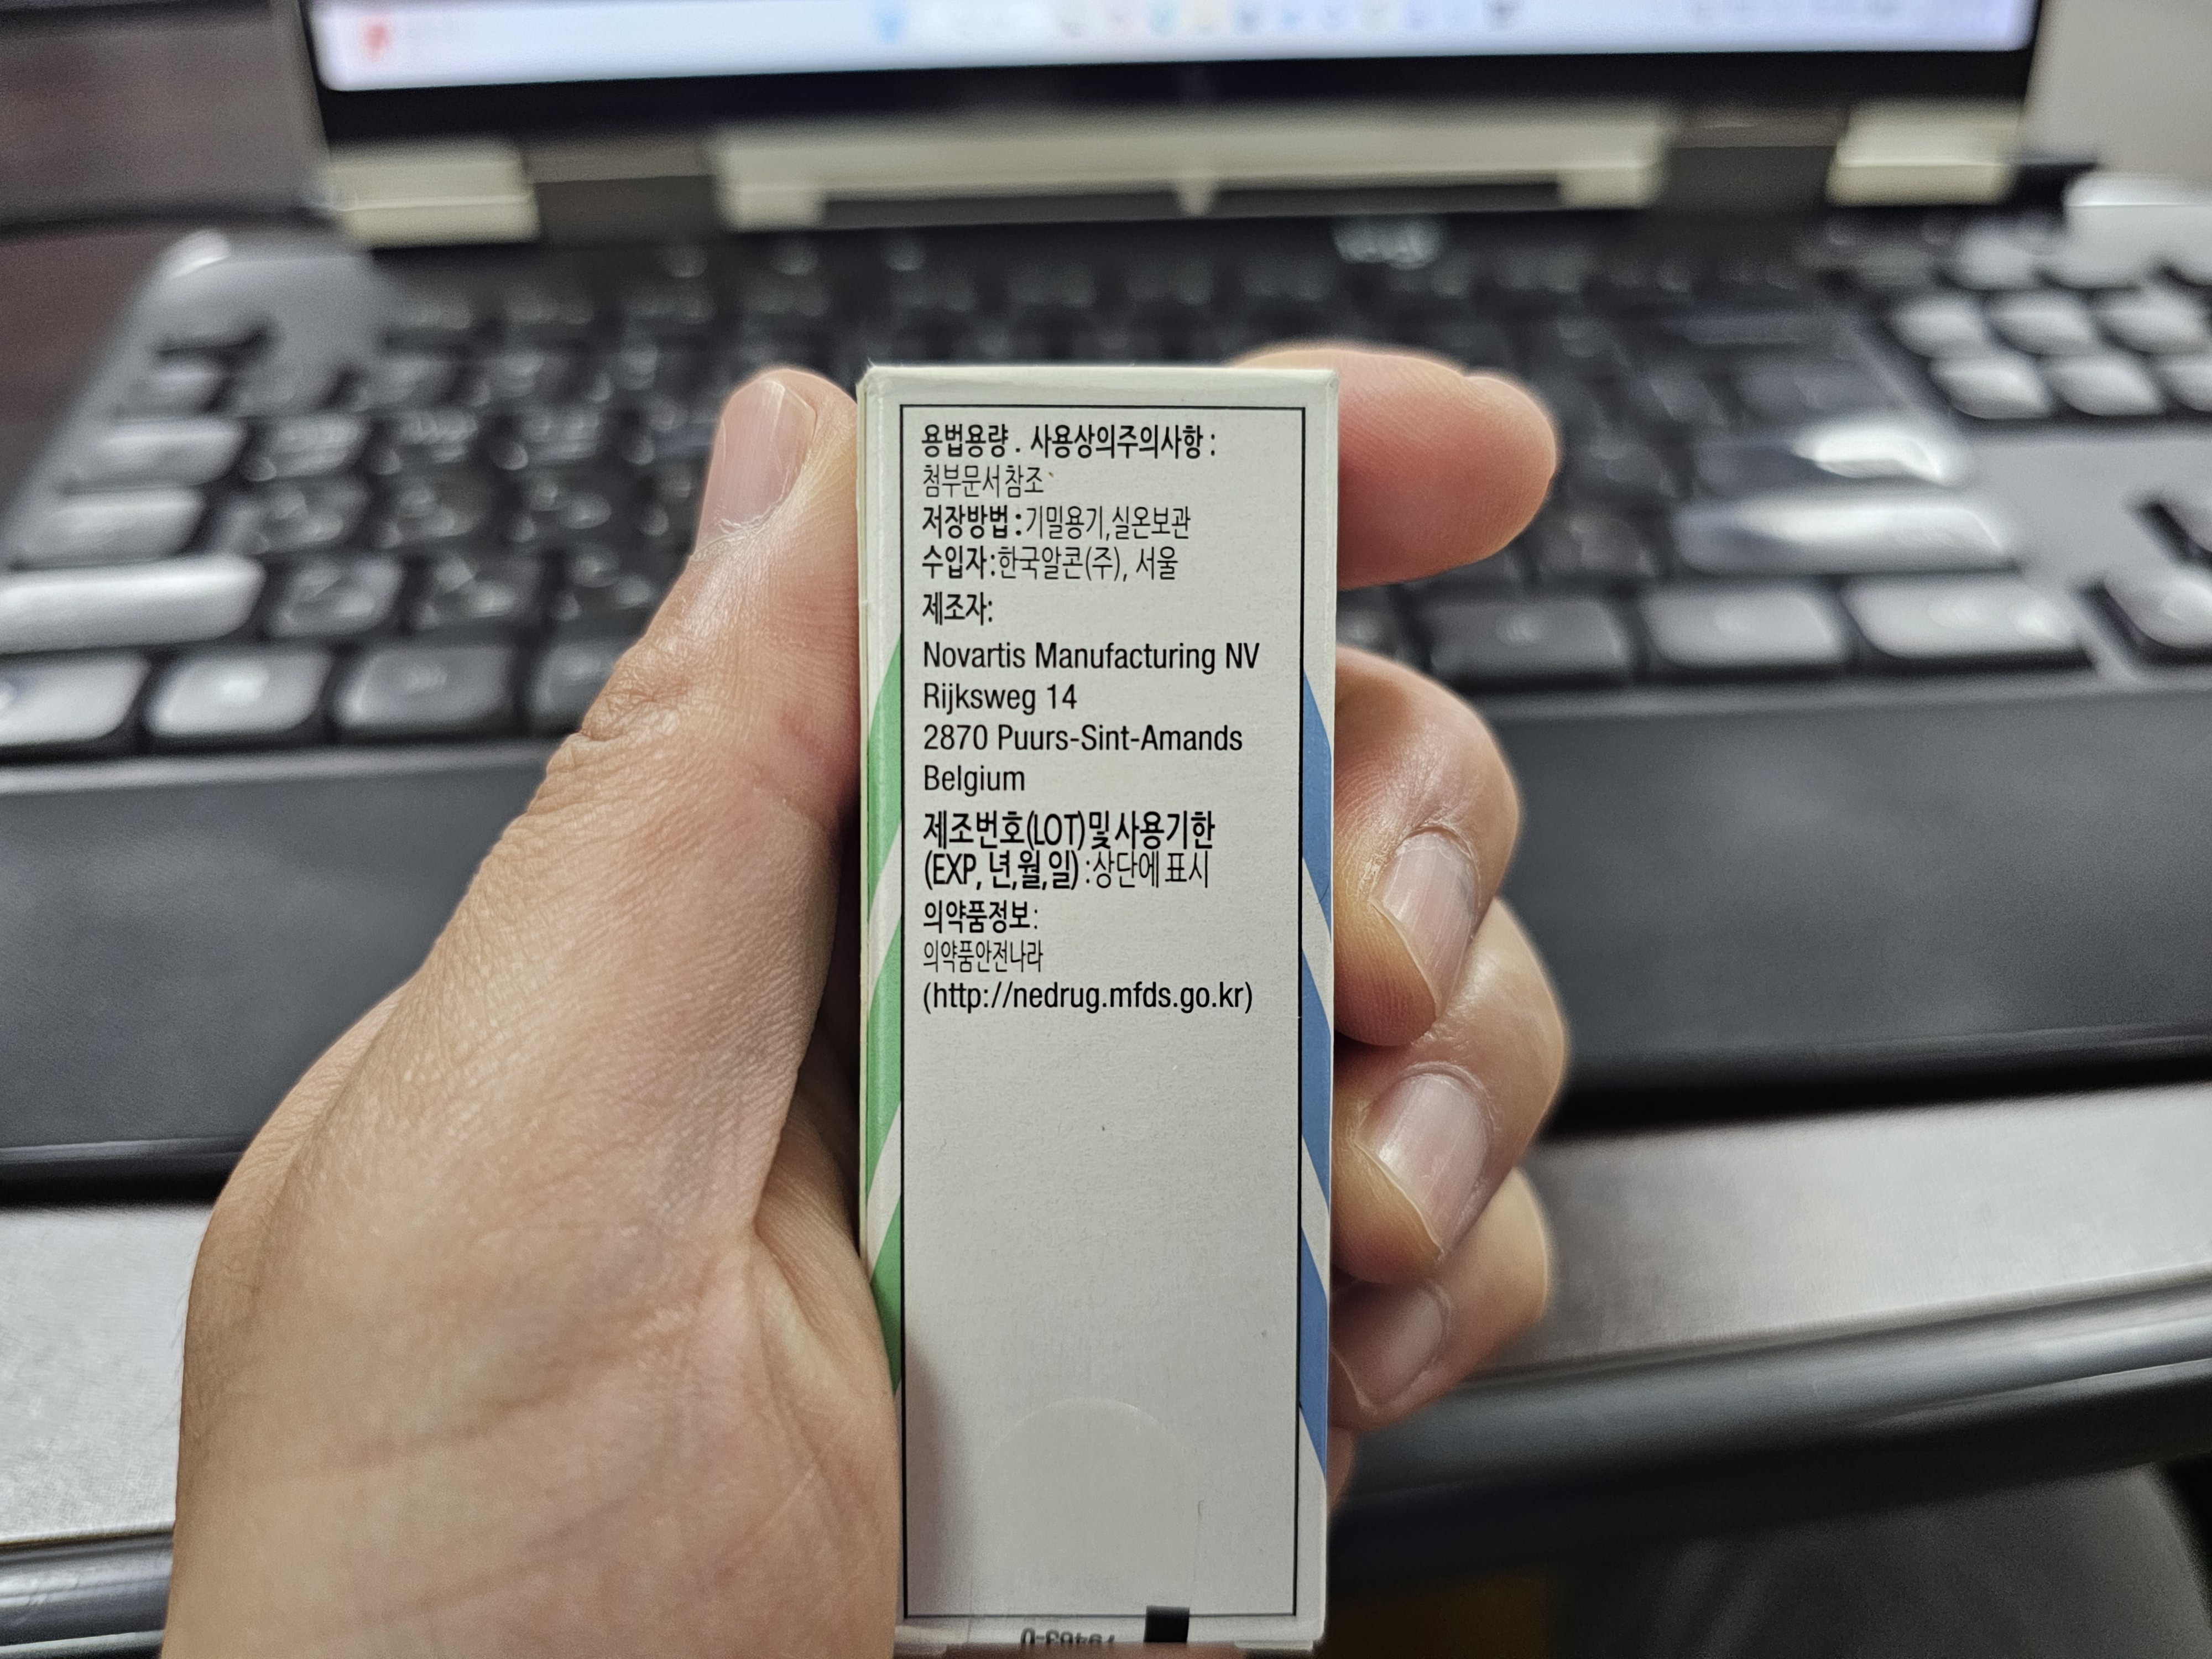 용법용량 . 사용상의주의사항 :
첨부문서참조
저장방법 : 기밀용기, 실온보관
수입자 : 한국알콘(주), 서울
제조자:
Novartis Manufacturing NV
Rijksweg 14
2870 Puurs-Sint-Amands
Belgium
제조번호(LOT)및사용기한
(EXP, 년,월,일) : 상단에 표시
의약품정보:
의약품안전나라
(http://nedrug.mfds.go.kr)